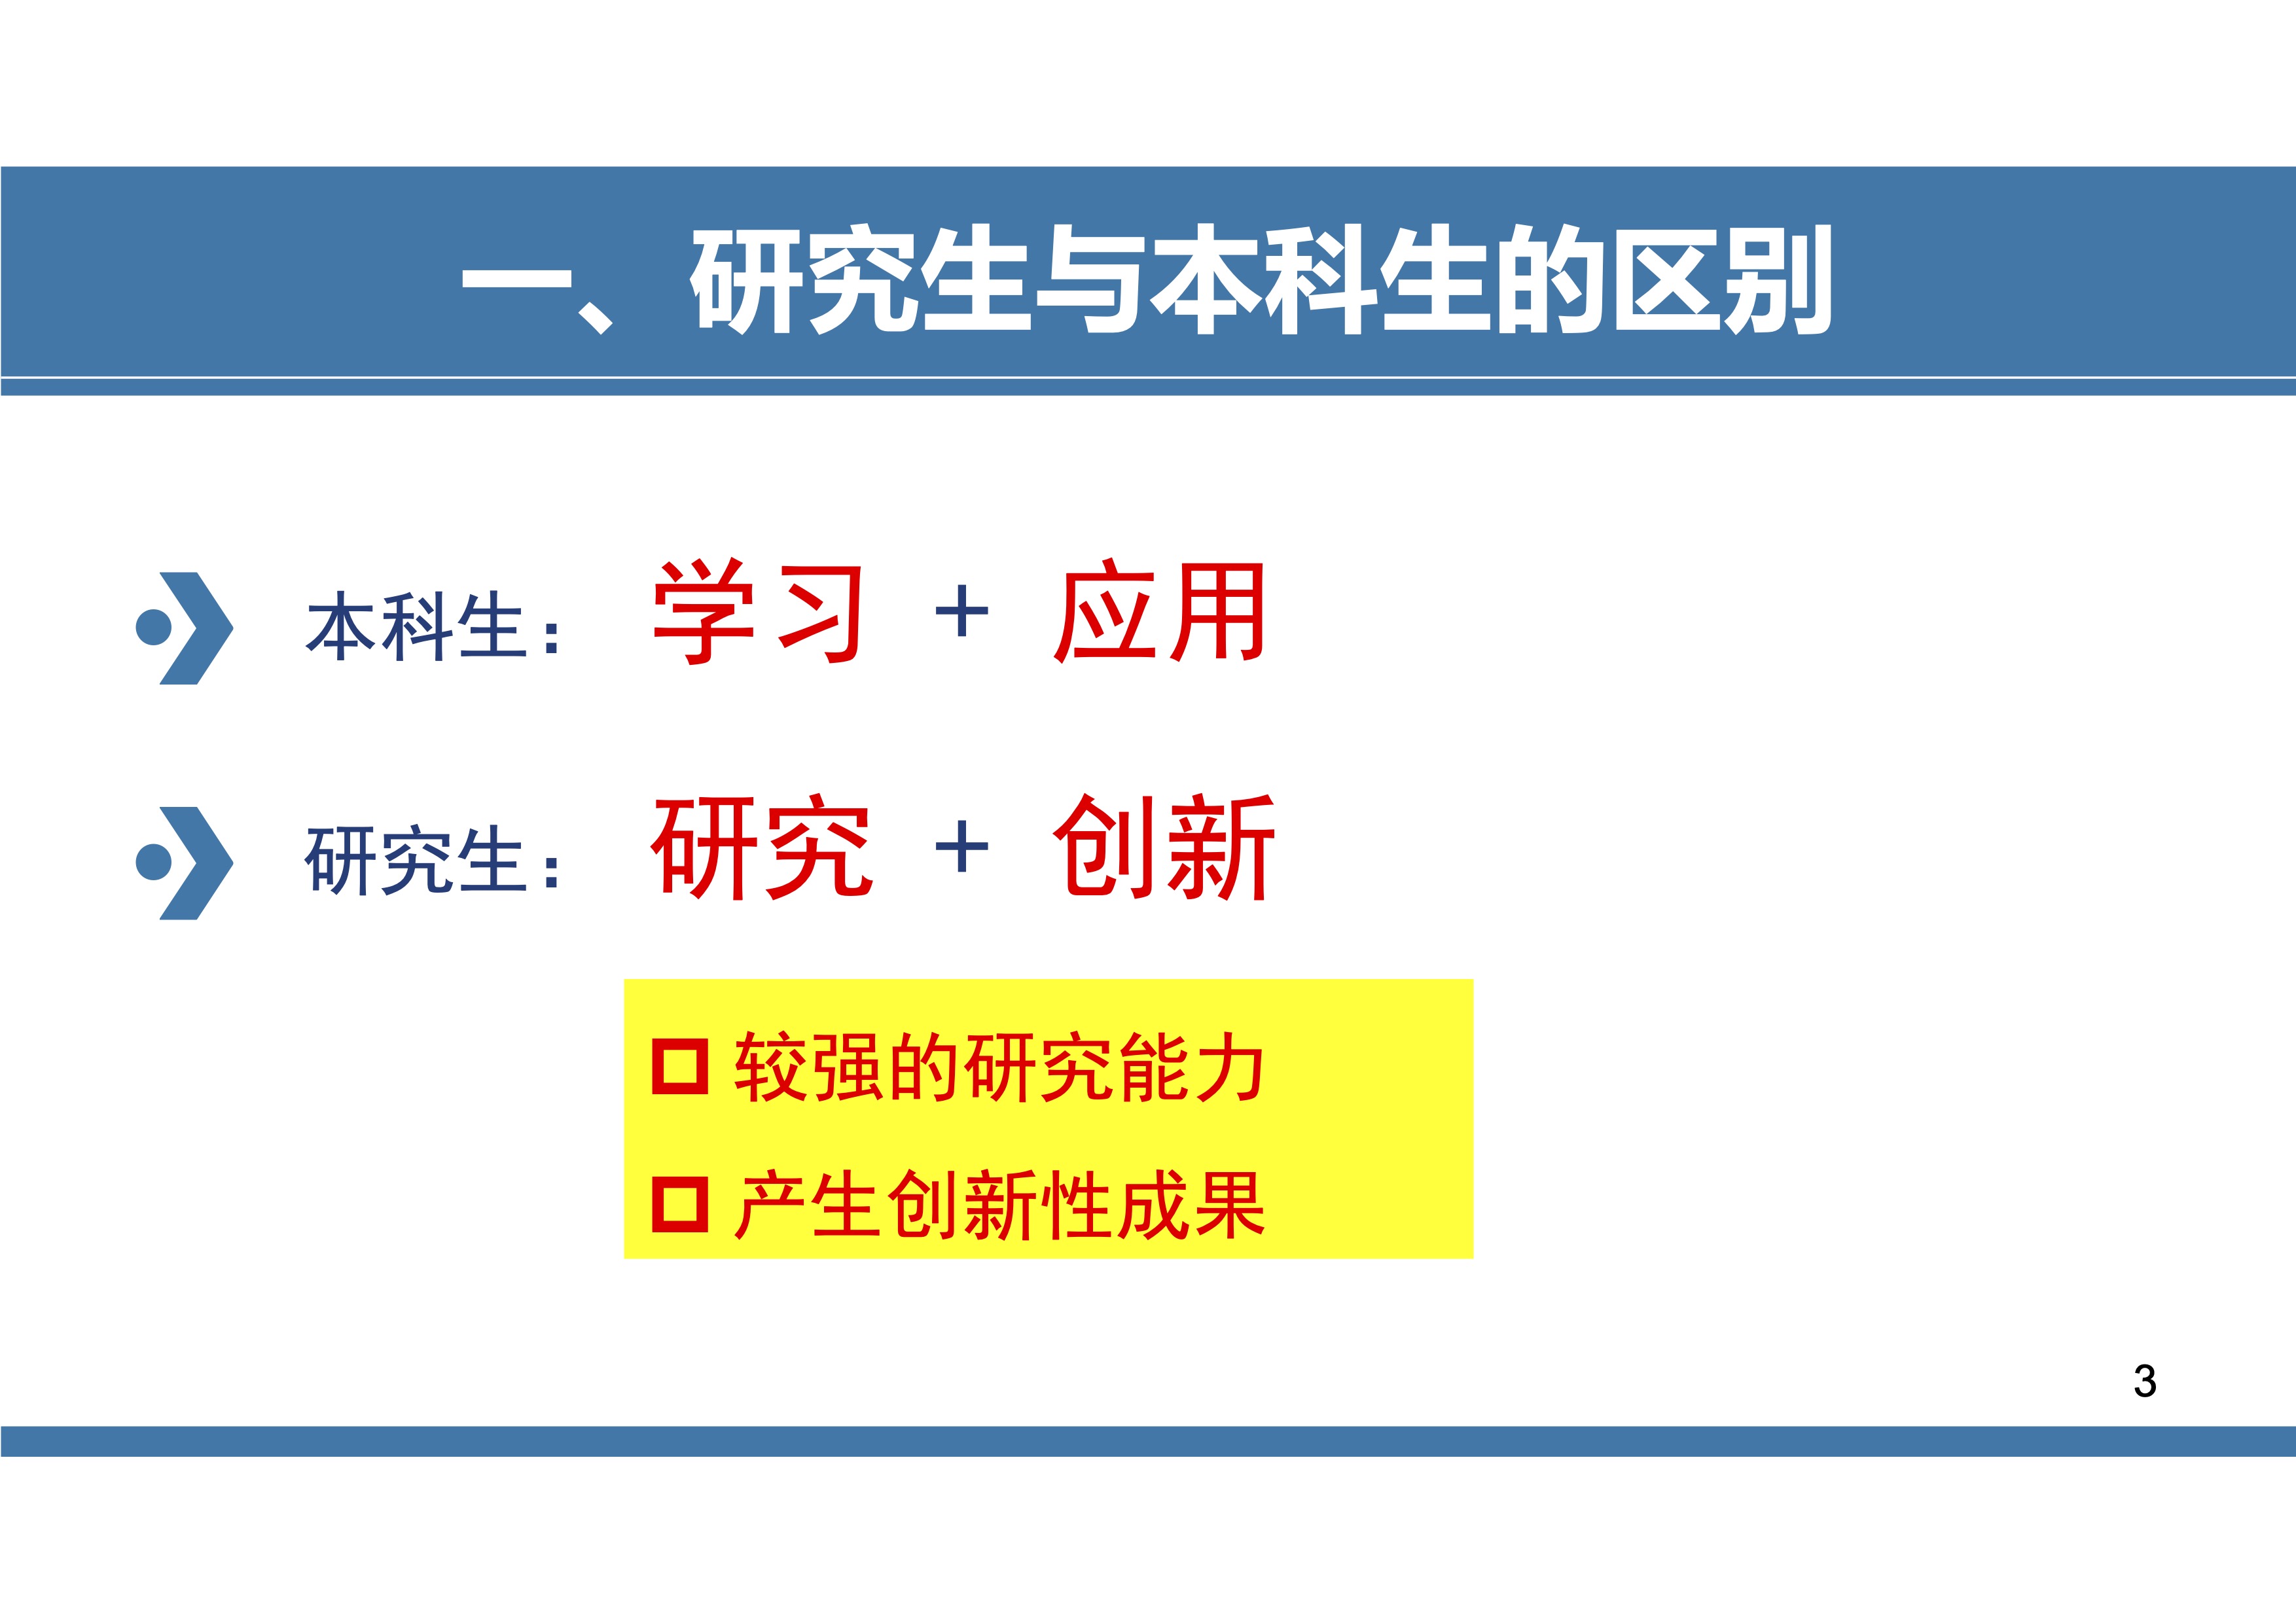 一、研究生与本科生的区别
本科生：学习 + 应用
研究生：研究 + 创新
较强的研究能力
产生创新性成果
3